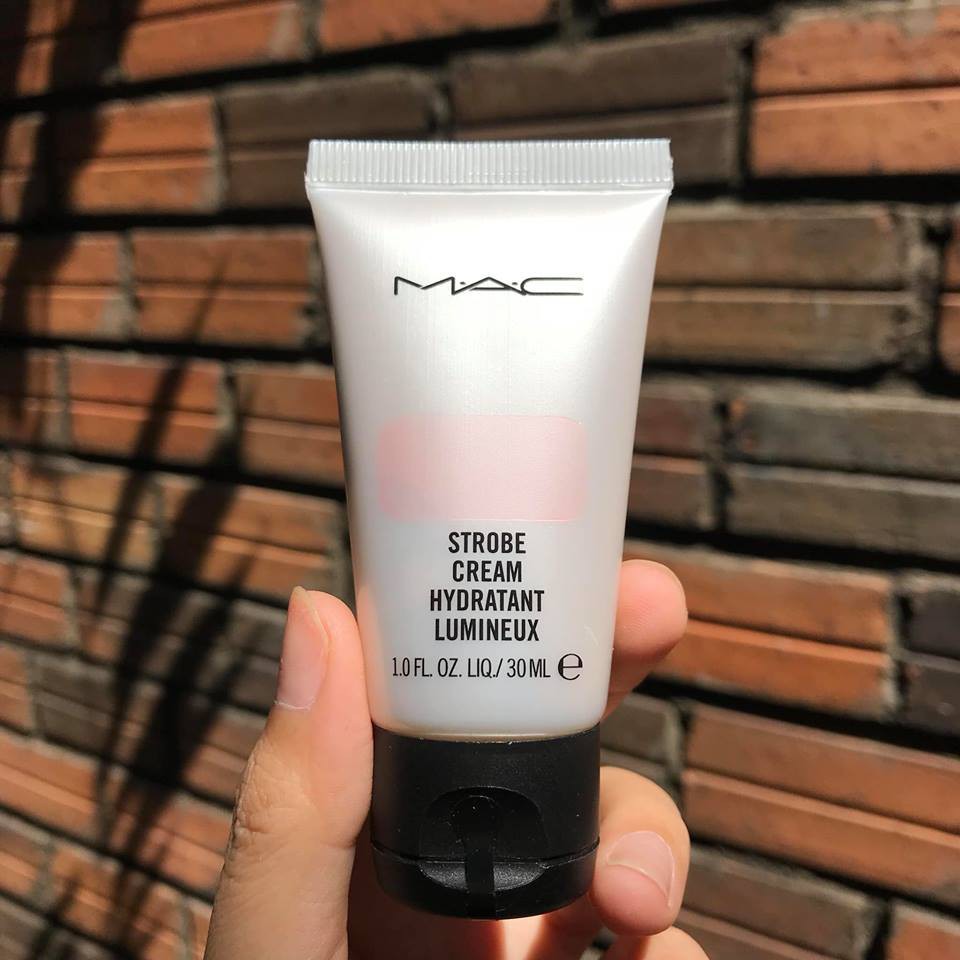 M·A·C
STROBE
CREAM
HYDRATANT
LUMINEUX
1.0 FL. OZ. LIQ./ 30 ML ℮